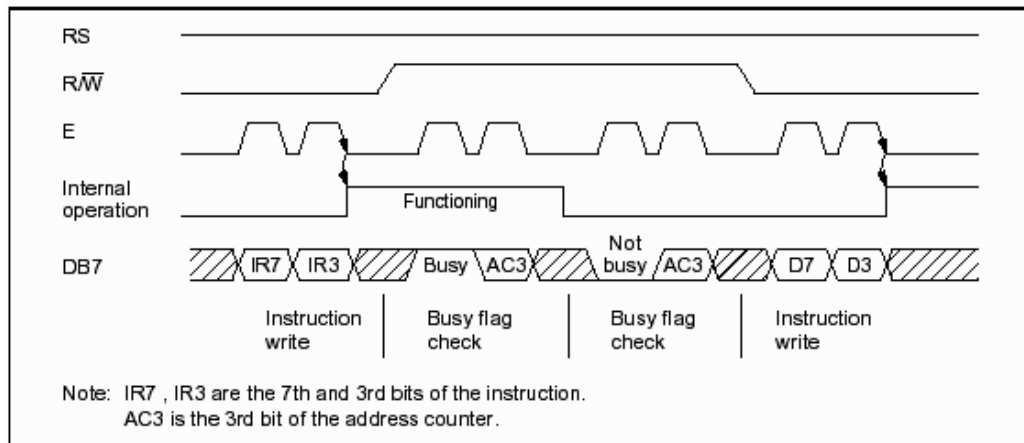 RS
R/W̅
E
Internal
operation
Functioning
DB7
IR7
IR3
Busy
AC3
Not
busy
AC3
D7
D3
Instruction
write
Busy flag
check
Busy flag
check
Instruction
write
Note: IR7 , IR3 are the 7th and 3rd bits of the instruction.
AC3 is the 3rd bit of the address counter.